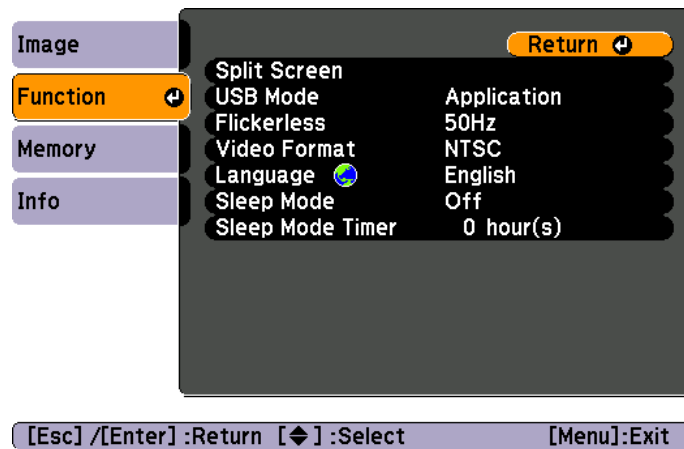 Image
Function
Memory
Info
Return
Split Screen
USB Mode Application
Flickerless 50Hz
Video Format NTSC
Language English
Sleep Mode Off
Sleep Mode Timer 0 hour(s)
[Esc] /[Enter] :Return [◆] :Select [Menu]:Exit